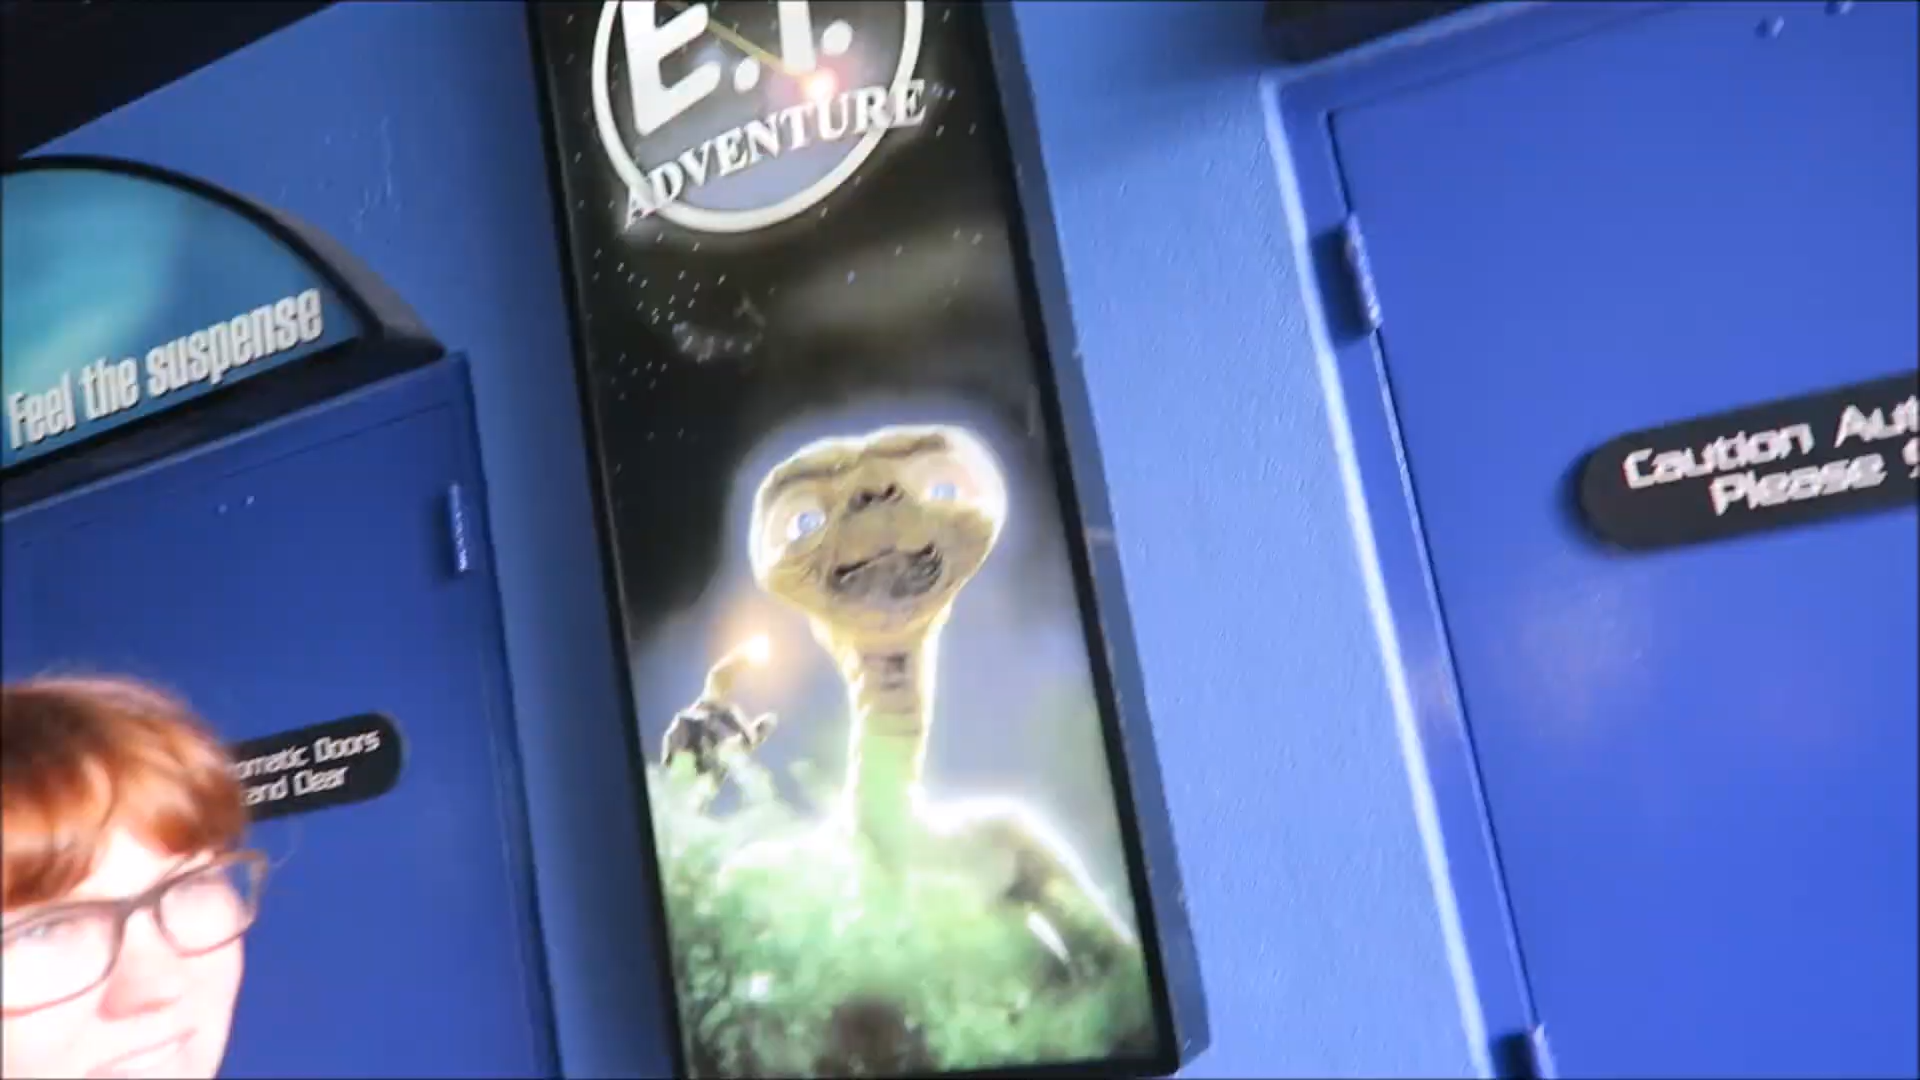 E.T.
ADVENTURE
Feel the suspense
Caution Aut
Please S
omatic Doors
and Clear